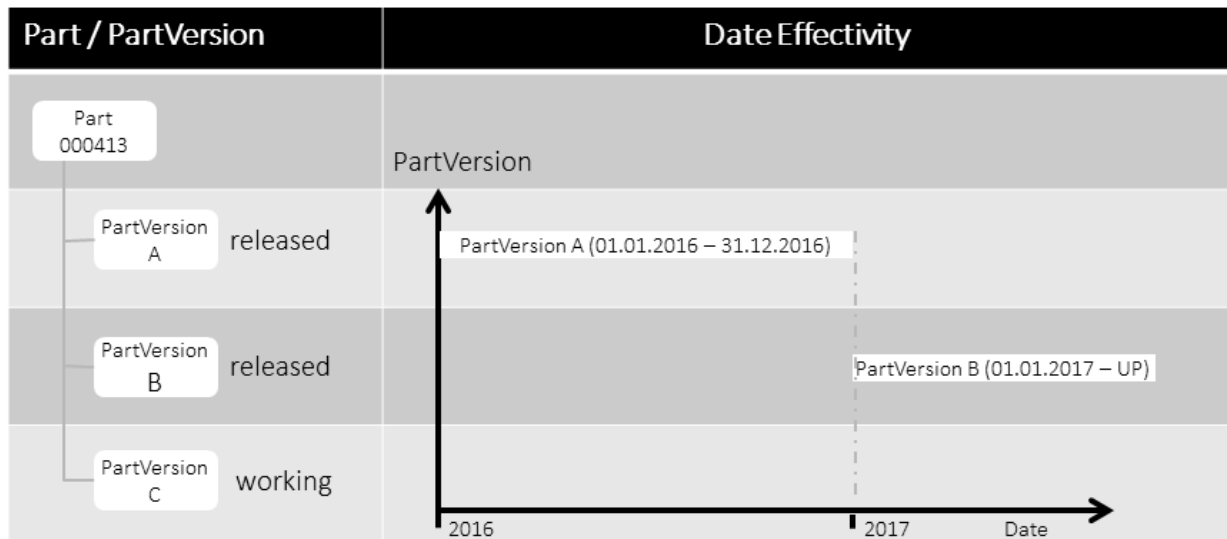 Part / PartVersion
Date Effectivity
Part
000413
PartVersion
PartVersion
A
released
PartVersion A (01.01.2016 – 31.12.2016)
PartVersion
B
released
PartVersion B (01.01.2017 – UP)
PartVersion
C
working
2016
2017
Date